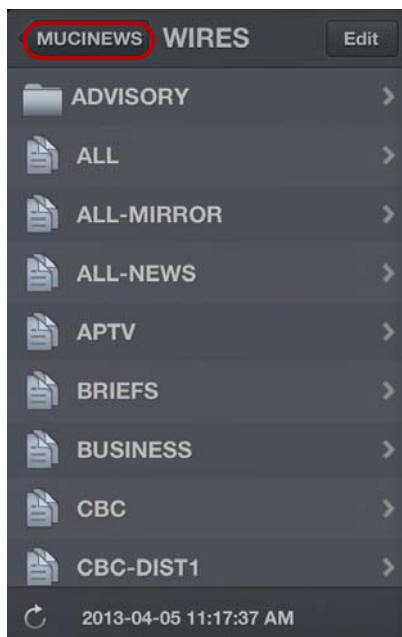 MUCINEWS WIRES Edit
ADVISORY
ALL
ALL-MIRROR
ALL-NEWS
APTV
BRIEFS
BUSINESS
CBC
CBC-DIST1
2013-04-05 11:17:37 AM